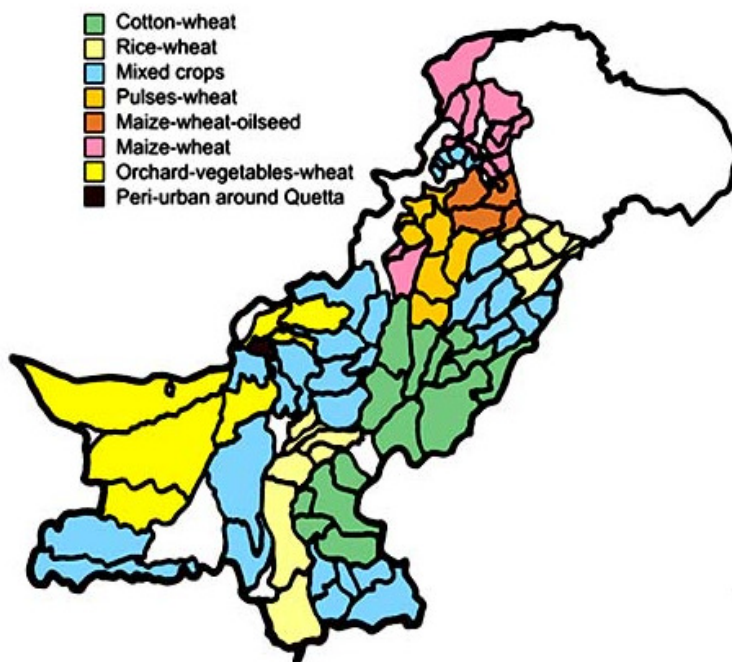 Cotton-wheat
Rice-wheat
Mixed crops
Pulses-wheat
Maize-wheat-oilseed
Maize-wheat
Orchard-vegetables-wheat
Peri-urban around Quetta